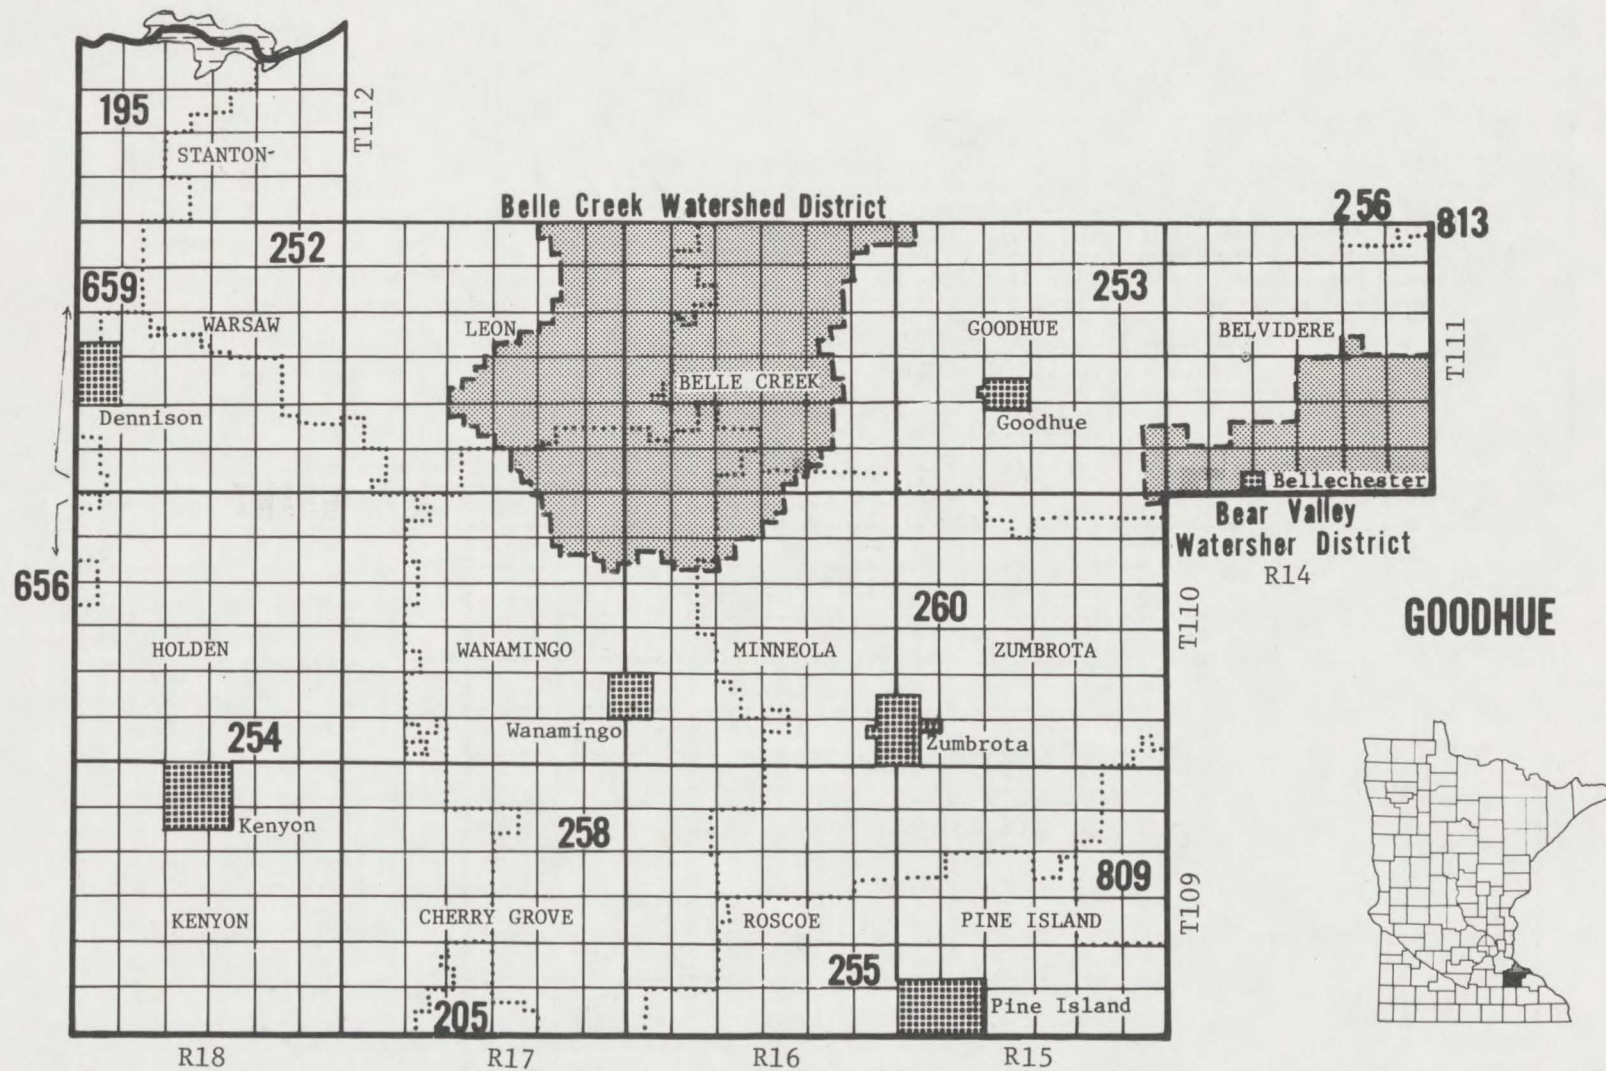 195
T112
STANTON-
Belle Creek Watershed District
256
813
252
253
659
WARSAW
LEON
GOODHUE
BELVIDERE
T111
BELLE CREEK
Dennison
Goodhue
Bellechester
Bear Valley
Watersher District
R14
656
260
T110
GOODHUE
HOLDEN
WANAMINGO
MINNEOLA
ZUMBROTA
Wanamingo
254
Zumbrota
Kenyon
258
809
T109
KENYON
CHERRY GROVE
ROSCOE
PINE ISLAND
255
205
Pine Island
R18
R17
R16
R15